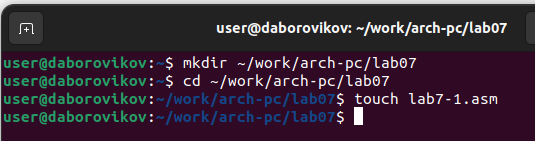 user@daborovikov: ~/work/arch-pc/lab07
user@daborovikov:~$ mkdir ~/work/arch-pc/lab07
user@daborovikov:~$ cd ~/work/arch-pc/lab07
user@daborovikov:~/work/arch-pc/lab07$ touch lab7-1.asm
user@daborovikov:~/work/arch-pc/lab07$